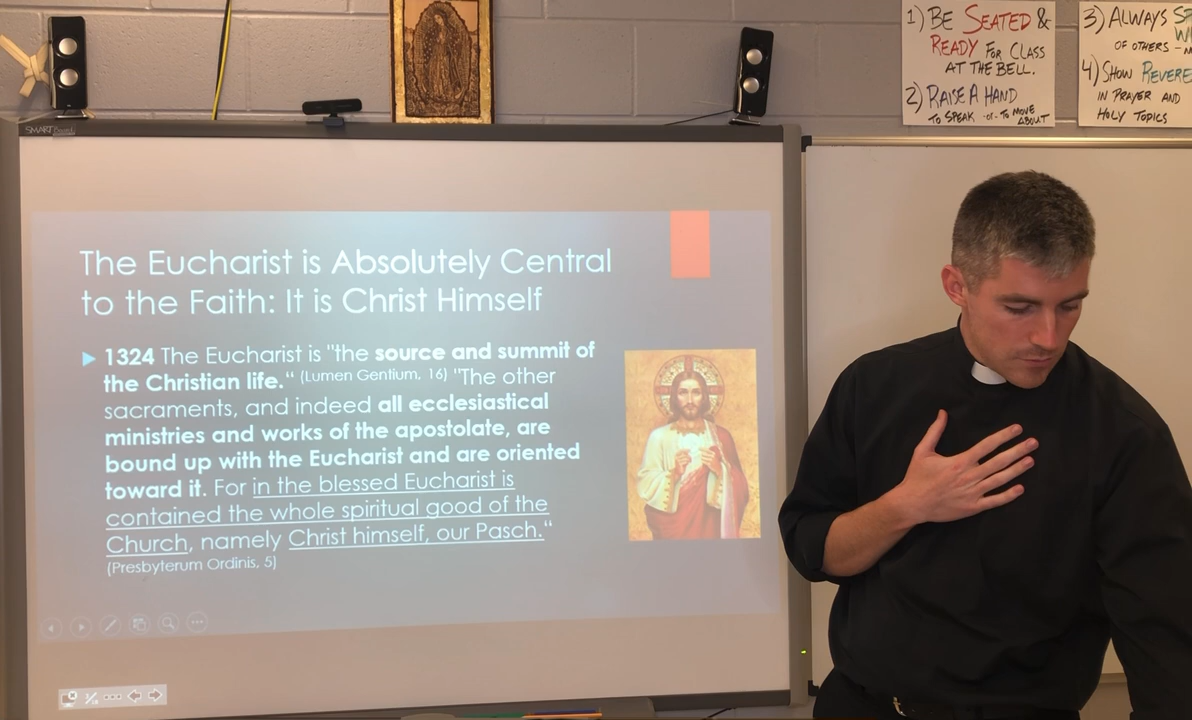 1) BE SEATED &
READY FOR CLASS
AT THE BELL.
2) RAISE A HAND
TO SPEAK -or- TO MOVE
ABOUT
3) ALWAYS
OF OTHERS -
4) SHOW REVERE
IN PRAYER AND
HOLY TOPICS
SMART Board
The Eucharist is Absolutely Central
to the Faith: It is Christ Himself
1324 The Eucharist is "the source and summit of
the Christian life." (Lumen Gentium, 16) "The other
sacraments, and indeed all ecclesiastical
ministries and works of the apostolate, are
bound up with the Eucharist and are oriented
toward it. For in the blessed Eucharist is
contained the whole spiritual good of the
Church, namely Christ himself, our Pasch."
(Presbyterum Ordinis, 5)